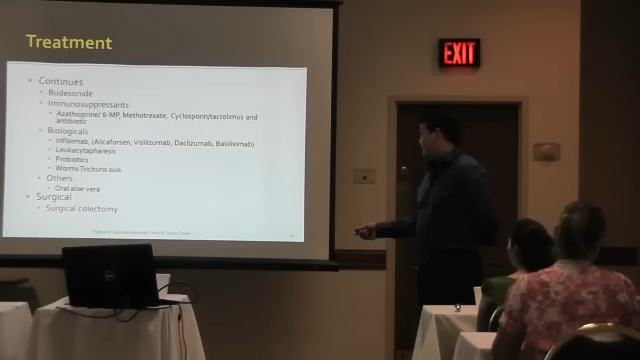 Treatment
Continues
Budesonide
Immunosuppressants
Azathioprine/ 6-MP, Methotrexate, Cyclosporin/tacrolimus and
antibiotic
Biologicals
Infliximab, (Alicaforsen, Visilizumab, Daclizumab, Basiliximab)
Leukacytapharesis
Probiotics
Worms Trichuris suis
Others
Oral aloe vera
Surgical
Surgical colectomy
EXIT